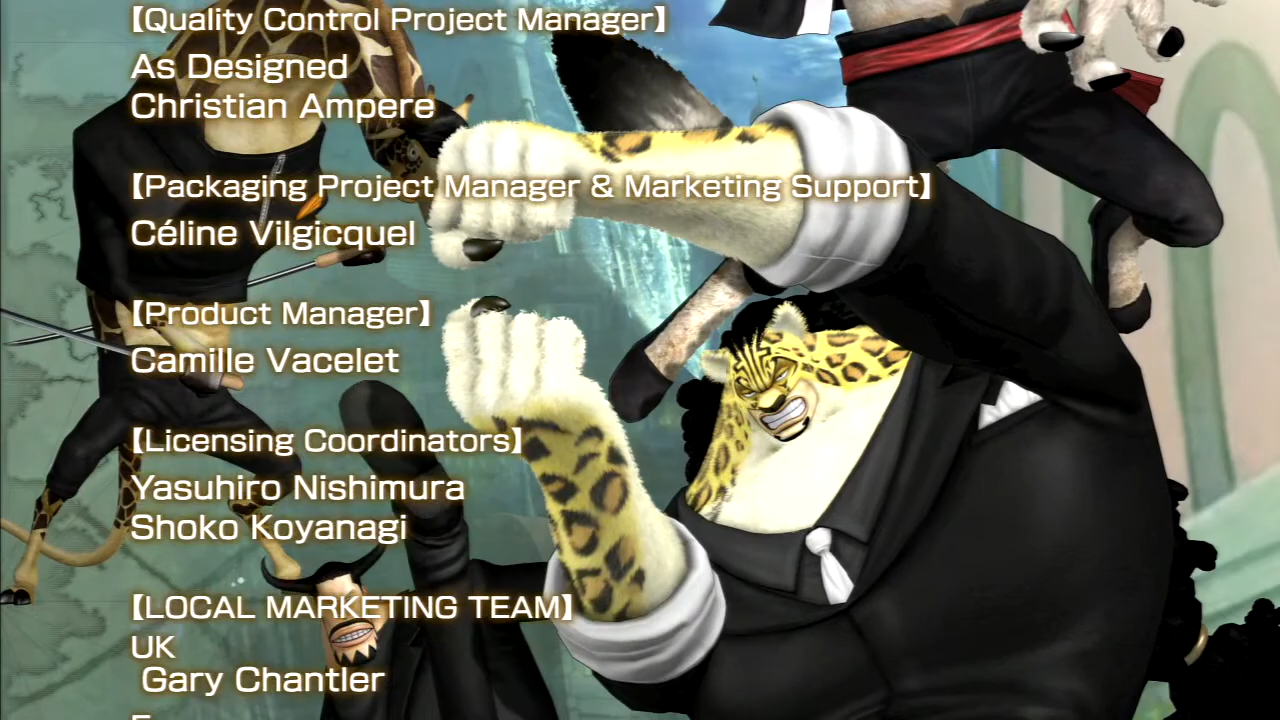 【Quality Control Project Manager】
As Designed
Christian Ampere
【Packaging Project Manager & Marketing Support】
Céline Vilgicquel
【Product Manager】
Camille Vacelet
【Licensing Coordinators】
Yasuhiro Nishimura
Shoko Koyanagi
【LOCAL MARKETING TEAM】
UK
Gary Chantler